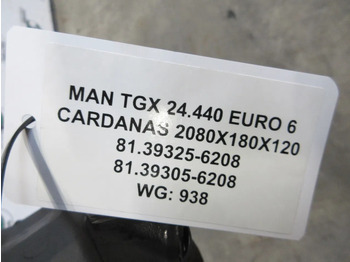 MAN TGX 24.440 EURO 6
CARDANAS 2080X180X120
81.39325-6208
81.39305-6208
WG: 938